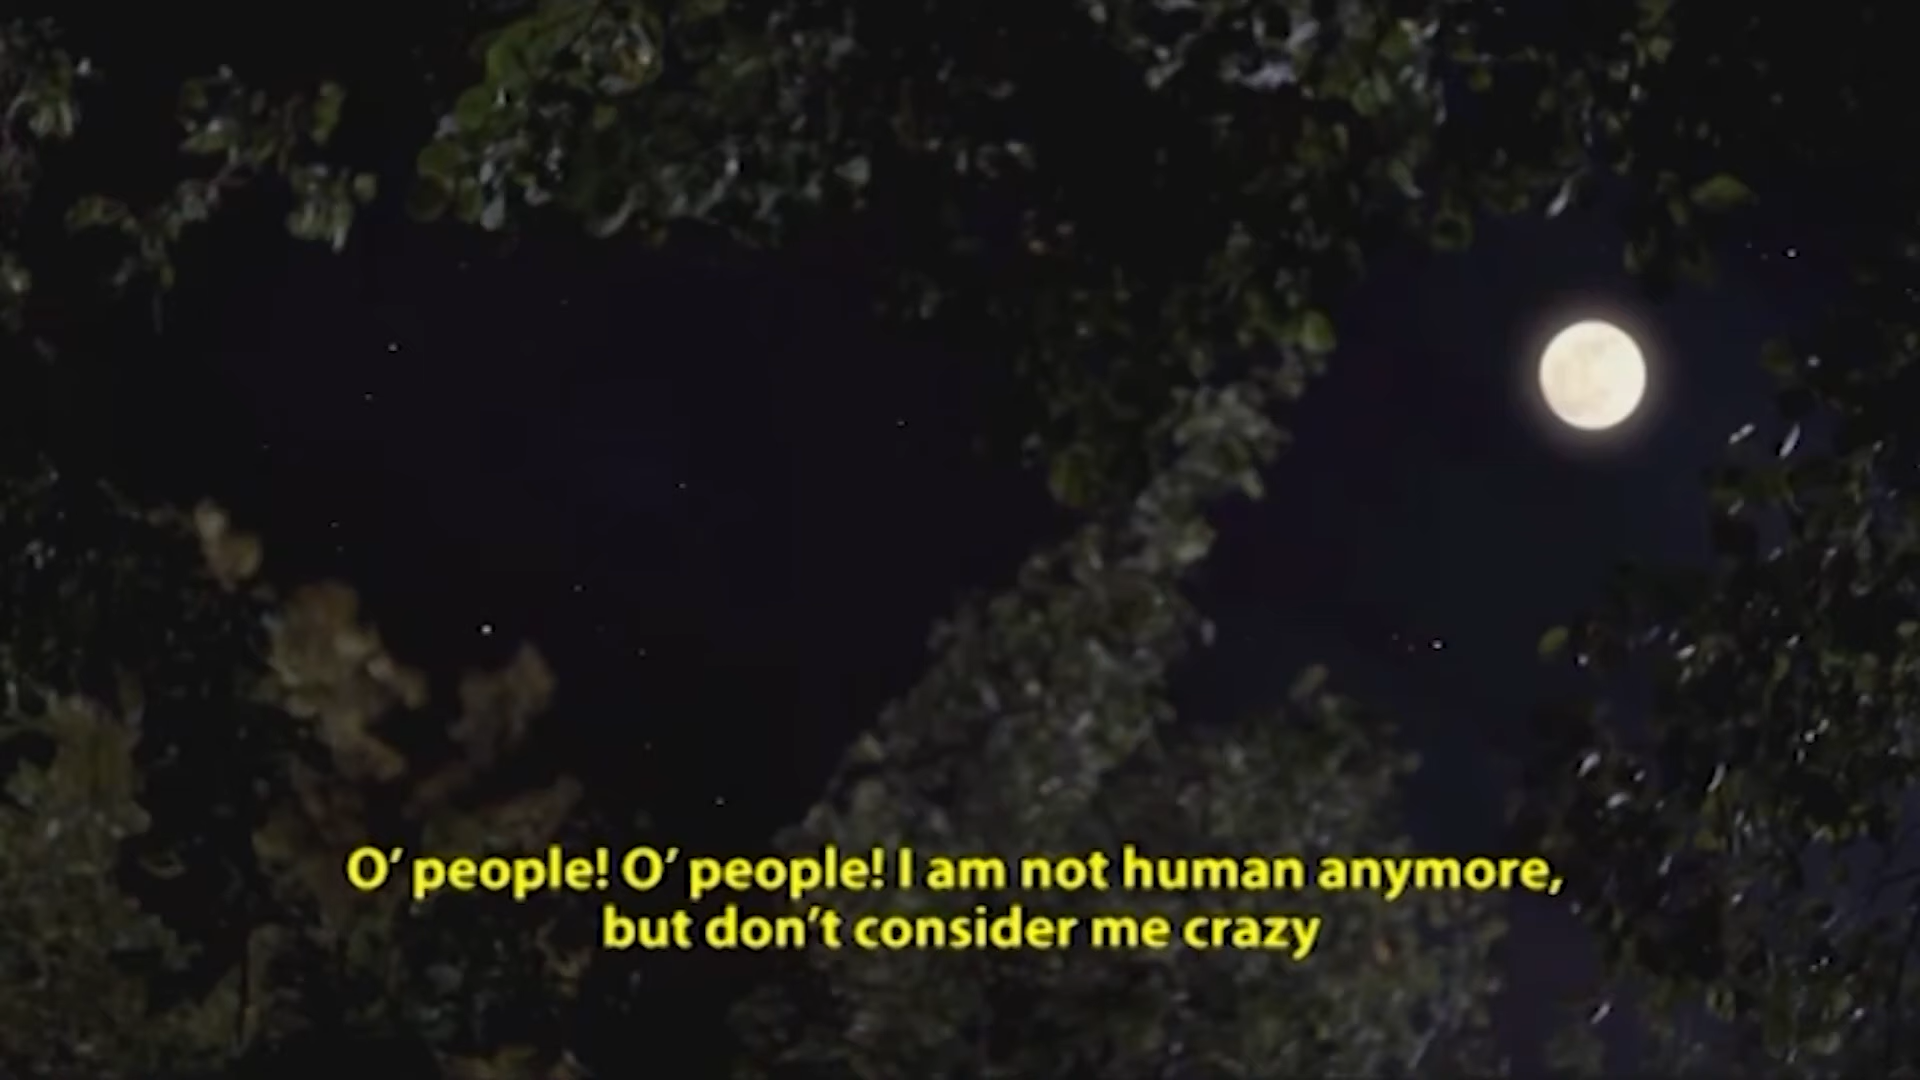 O’ people! O’ people! I am not human anymore,
but don’t consider me crazy